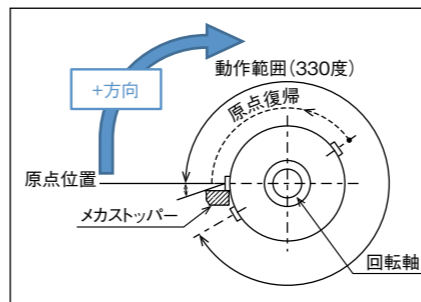 動作範囲(330度)
+方向
原点復帰
原点位置
メカストッパー
回転軸